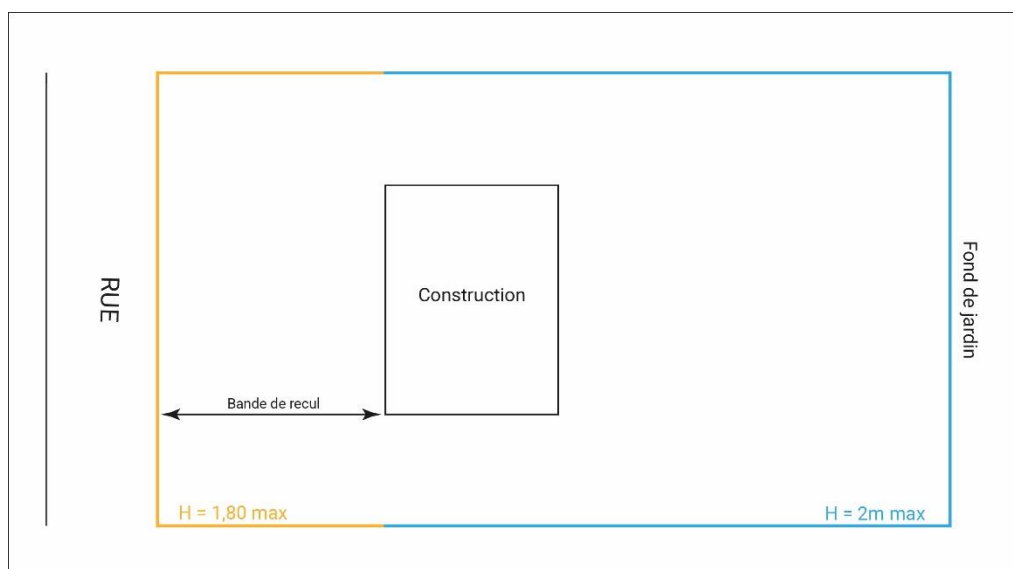 RUE
Construction
Fond de jardin
Bande de recul
H = 1,80 max
H = 2m max